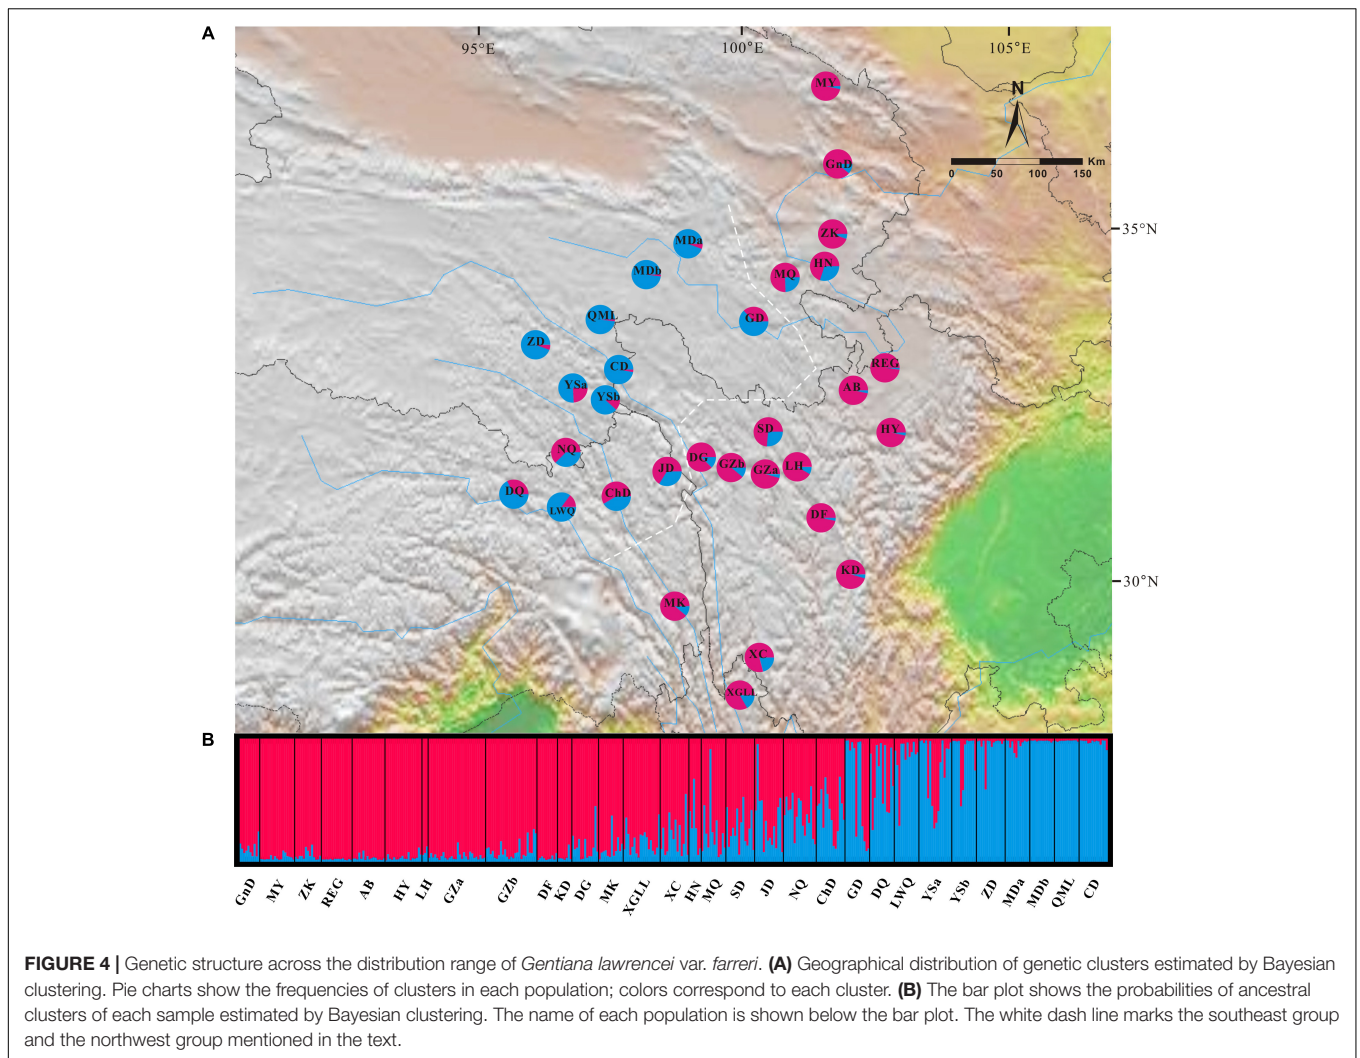 A
95°E 100°E 105°E
N
Km
0 50 100 150
35°N
30°N
MY
GnD
ZK
HN
MQ
MDa
MDb
GD
QML
ZD
CD
REG
AB
YSa
YSb
HY
SD
NQ
DG
GZb
GZa
LH
JD
DQ
LWQ
ChD
DF
KD
MK
XC
XGLL
B
GnD MY ZK REG AB HY LH GZa GZb DF KD DG MK XGLL XC HN MQ SD JD NQ ChD GD DQ LWQ YSa YSb ZD MDa MDb QML CD
FIGURE 4 | Genetic structure across the distribution range of Gentiana lawrencei var. farreri. (A) Geographical distribution of genetic clusters estimated by Bayesian
clustering. Pie charts show the frequencies of clusters in each population; colors correspond to each cluster. (B) The bar plot shows the probabilities of ancestral
clusters of each sample estimated by Bayesian clustering. The name of each population is shown below the bar plot. The white dash line marks the southeast group
and the northwest group mentioned in the text.